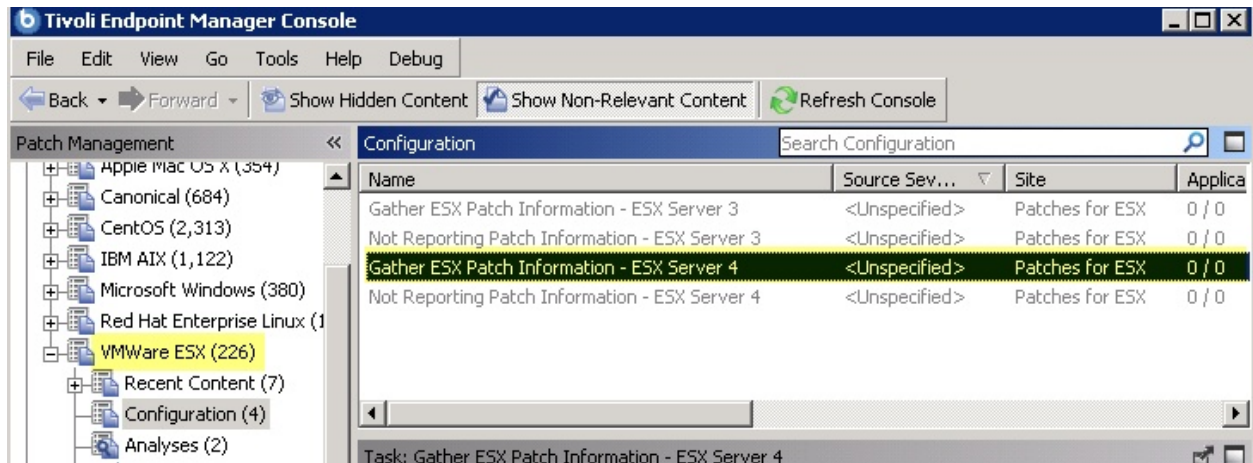 Tivoli Endpoint Manager Console
File Edit View Go Tools Help Debug
Back Forward Show Hidden Content Show Non-Relevant Content Refresh Console
Patch Management
Configuration
Search Configuration
Apple Mac OS X (354)
Canonical (684)
CentOS (2,313)
IBM AIX (1,122)
Microsoft Windows (380)
Red Hat Enterprise Linux (1
VMWare ESX (226)
Recent Content (7)
Configuration (4)
Analyses (2)
Name Source Sev... Site Applica
Gather ESX Patch Information - ESX Server 3 <Unspecified> Patches for ESX 0 / 0
Not Reporting Patch Information - ESX Server 3 <Unspecified> Patches for ESX 0 / 0
Gather ESX Patch Information - ESX Server 4 <Unspecified> Patches for ESX 0 / 0
Not Reporting Patch Information - ESX Server 4 <Unspecified> Patches for ESX 0 / 0
Task: Gather ESX Patch Information - ESX Server 4